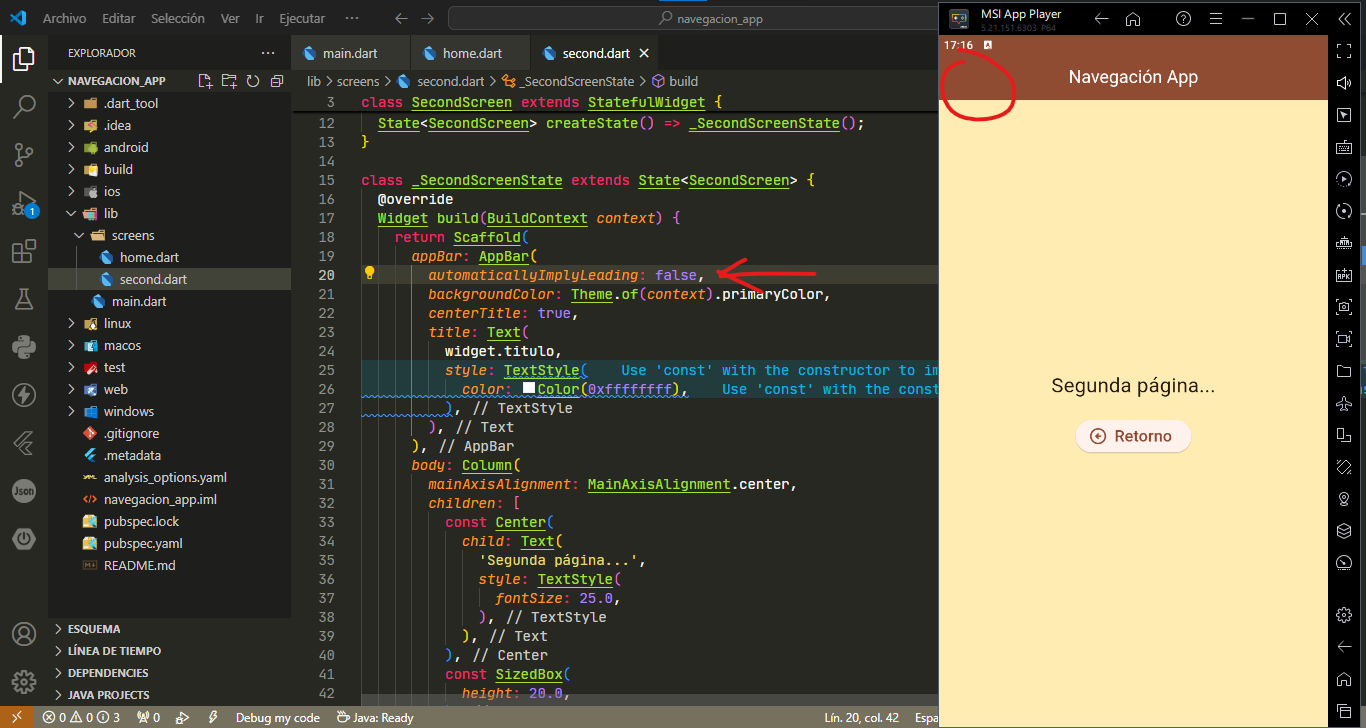 Archivo Editar Selección Ver Ir Ejecutar ···
navegacion_app
EXPLORADOR
NAVEGACION_APP
.dart_tool
.idea
android
build
ios
lib
screens
home.dart
second.dart
main.dart
linux
macos
test
web
windows
.gitignore
.metadata
analysis_options.yaml
navegacion_app.iml
pubspec.lock
pubspec.yaml
README.md
ESQUEMA
LÍNEA DE TIEMPO
DEPENDENCIES
JAVA PROJECTS
1
Json
main.dart home.dart second.dart
lib > screens > second.dart > _SecondScreenState > build
3 class SecondScreen extends StatefulWidget {
12 State<SecondScreen> createState() => _SecondScreenState();
13 }
14
15 class _SecondScreenState extends State<SecondScreen> {
16 @override
17 Widget build(BuildContext context) {
18 return Scaffold(
19 appBar: AppBar(
20 automaticallyImplyLeading: false,
21 backgroundColor: Theme.of(context).primaryColor,
22 centerTitle: true,
23 title: Text(
24 widget.titulo,
25 style: TextStyle( Use 'const' with the constructor to im
26 color: Color(0xffffffff), Use 'const' with the const
27 ), // TextStyle
28 ), // Text
29 ), // AppBar
30 body: Column(
31 mainAxisAlignment: MainAxisAlignment.center,
32 children: [
33 const Center(
34 child: Text(
35 'Segunda página...',
36 style: TextStyle(
37 fontSize: 25.0,
38 ), // TextStyle
39 ), // Text
40 ), // Center
41 const SizedBox(
42 height: 20.0,
0 0 3 0 Debug my code Java: Ready Lín. 20, col. 42 Espa
MSI App Player
5.21.151.6303 P64
17:16
Navegación App
Segunda página...
Retorno